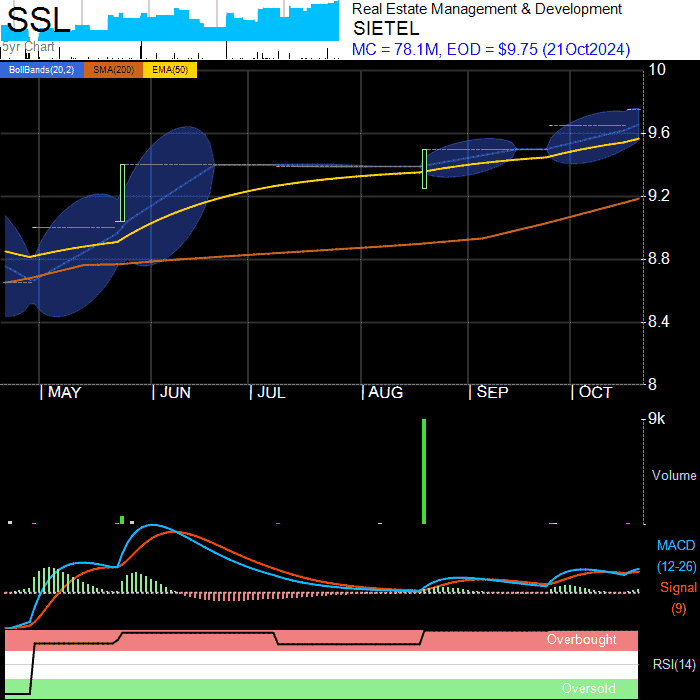 SSL
5yr Chart
Real Estate Management & Development
SIETEL
MC = 78.1M, EOD = $9.75 (21Oct2024)
BollBands(20,2) SMA(200) EMA(50)
10
9.6
9.2
8.8
8.4
8
MAY JUN JUL AUG SEP OCT
9k
Volume
MACD
(12-26)
Signal
(9)
Overbought
RSI(14)
Oversold